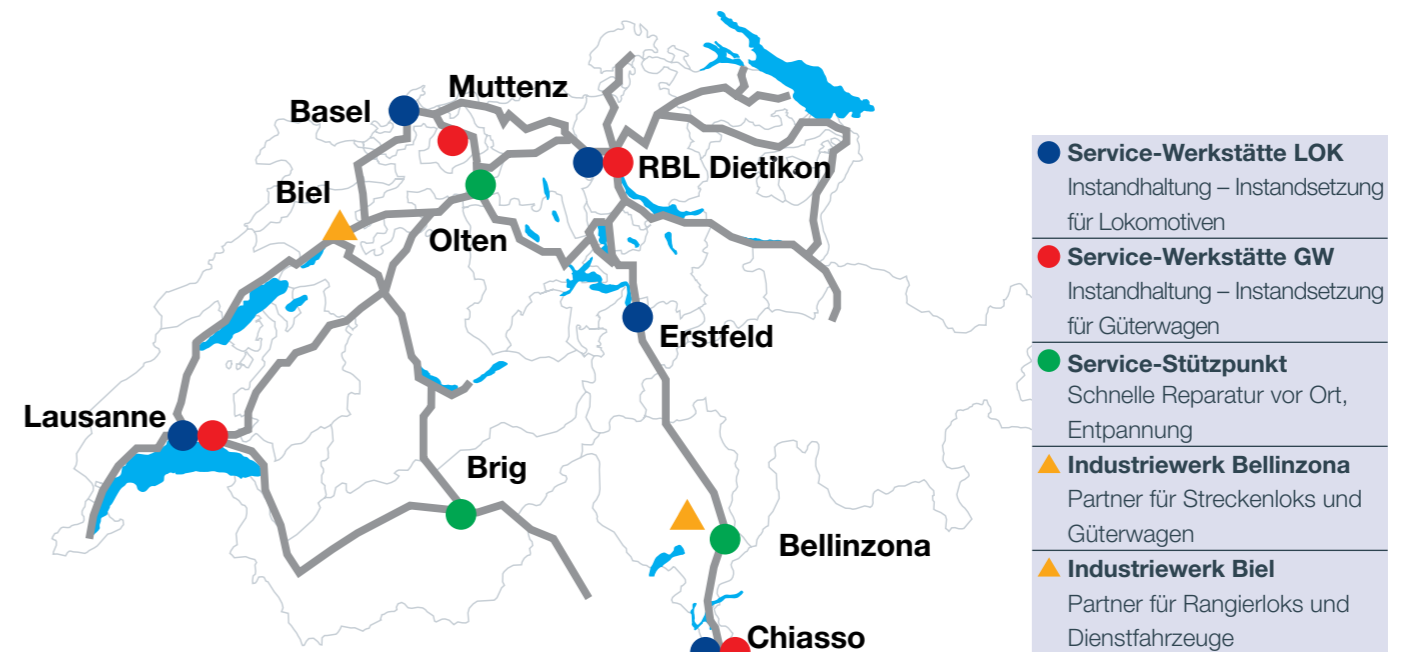 Muttenz
Basel
RBL Dietikon
Biel
Olten
Erstfeld
Lausanne
Brig
Bellinzona
Chiasso
Service-Werkstätte LOK
Instandhaltung – Instandsetzung
für Lokomotiven
Service-Werkstätte GW
Instandhaltung – Instandsetzung
für Güterwagen
Service-Stützpunkt
Schnelle Reparatur vor Ort,
Entpannung
Industriewerk Bellinzona
Partner für Streckenloks und
Güterwagen
Industriewerk Biel
Partner für Rangierloks und
Dienstfahrzeuge